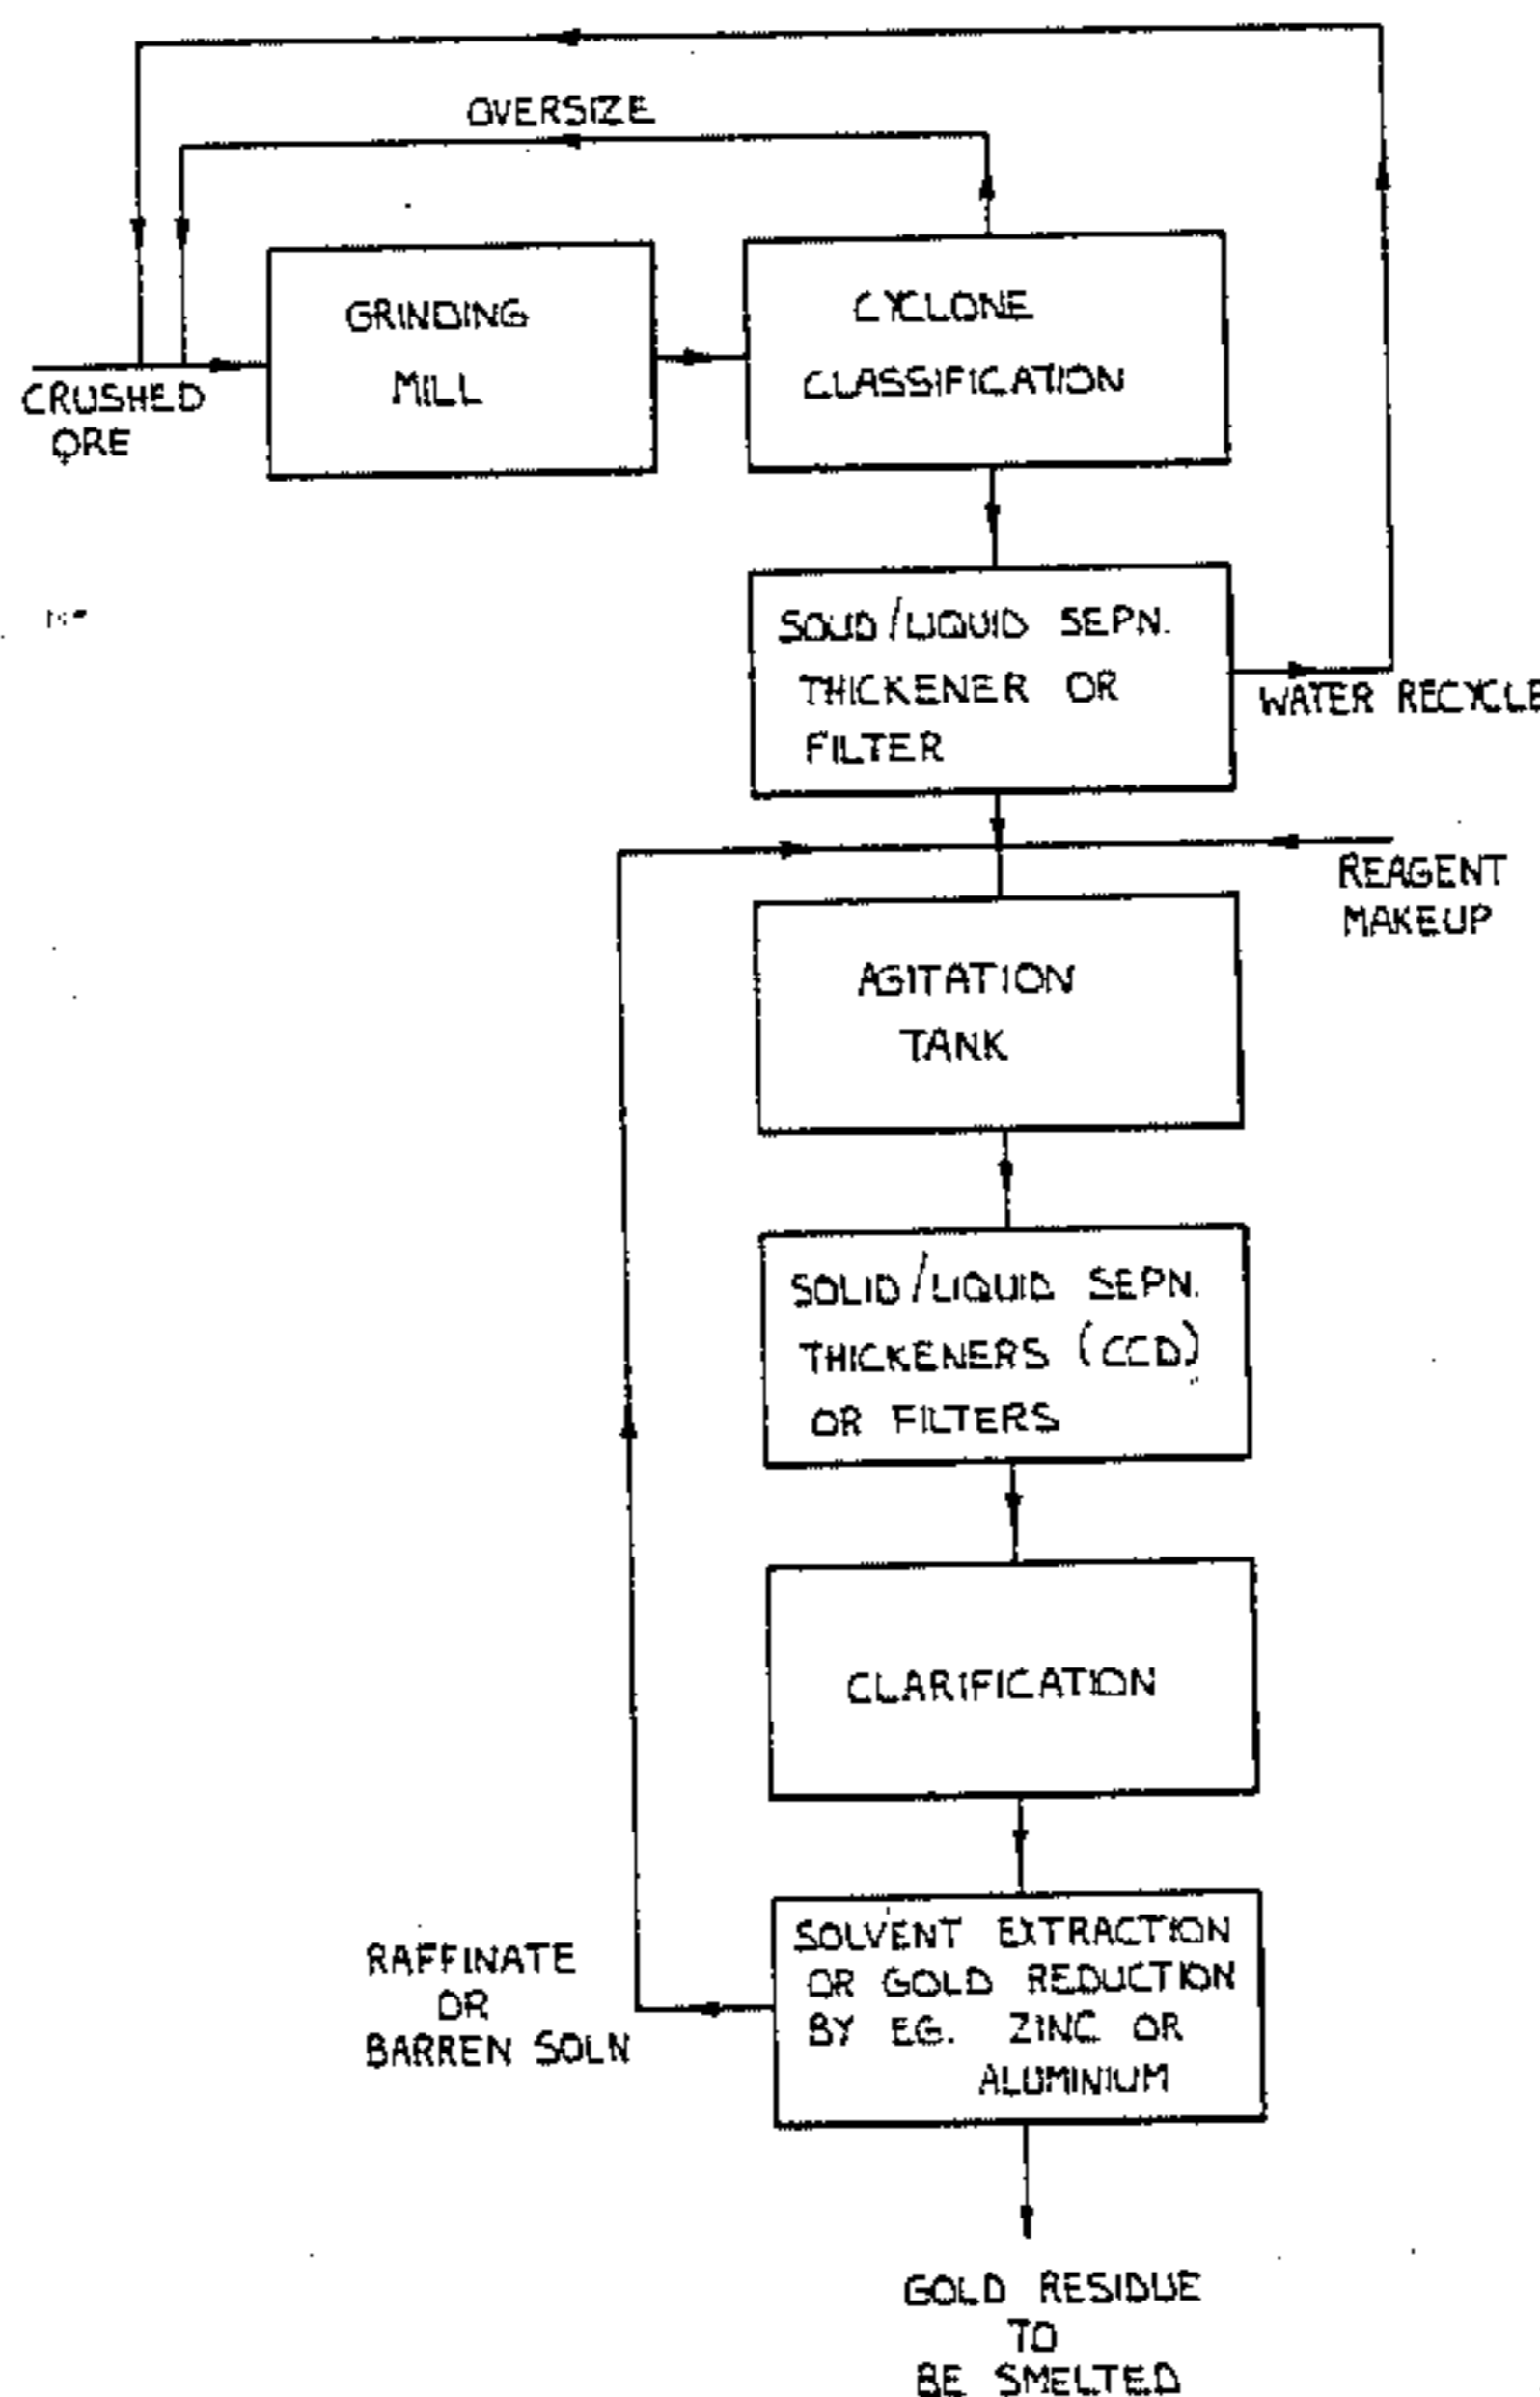 OVERSIZE
GRINDING
MILL
CYCLONE
CLASSIFICATION
CRUSHED
ORE
SOLID/LIQUID SEPN.
THICKENER OR
FILTER
WATER RECYCLE
REAGENT
MAKEUP
AGITATION
TANK
SOLID/LIQUID SEPN.
THICKENERS (CCD)
OR FILTERS
CLARIFICATION
RAFFINATE
OR
BARREN SOLN
SOLVENT EXTRACTION
OR GOLD REDUCTION
BY EG. ZINC OR
ALUMINIUM
GOLD RESIDUE
TO
BE SMELTED